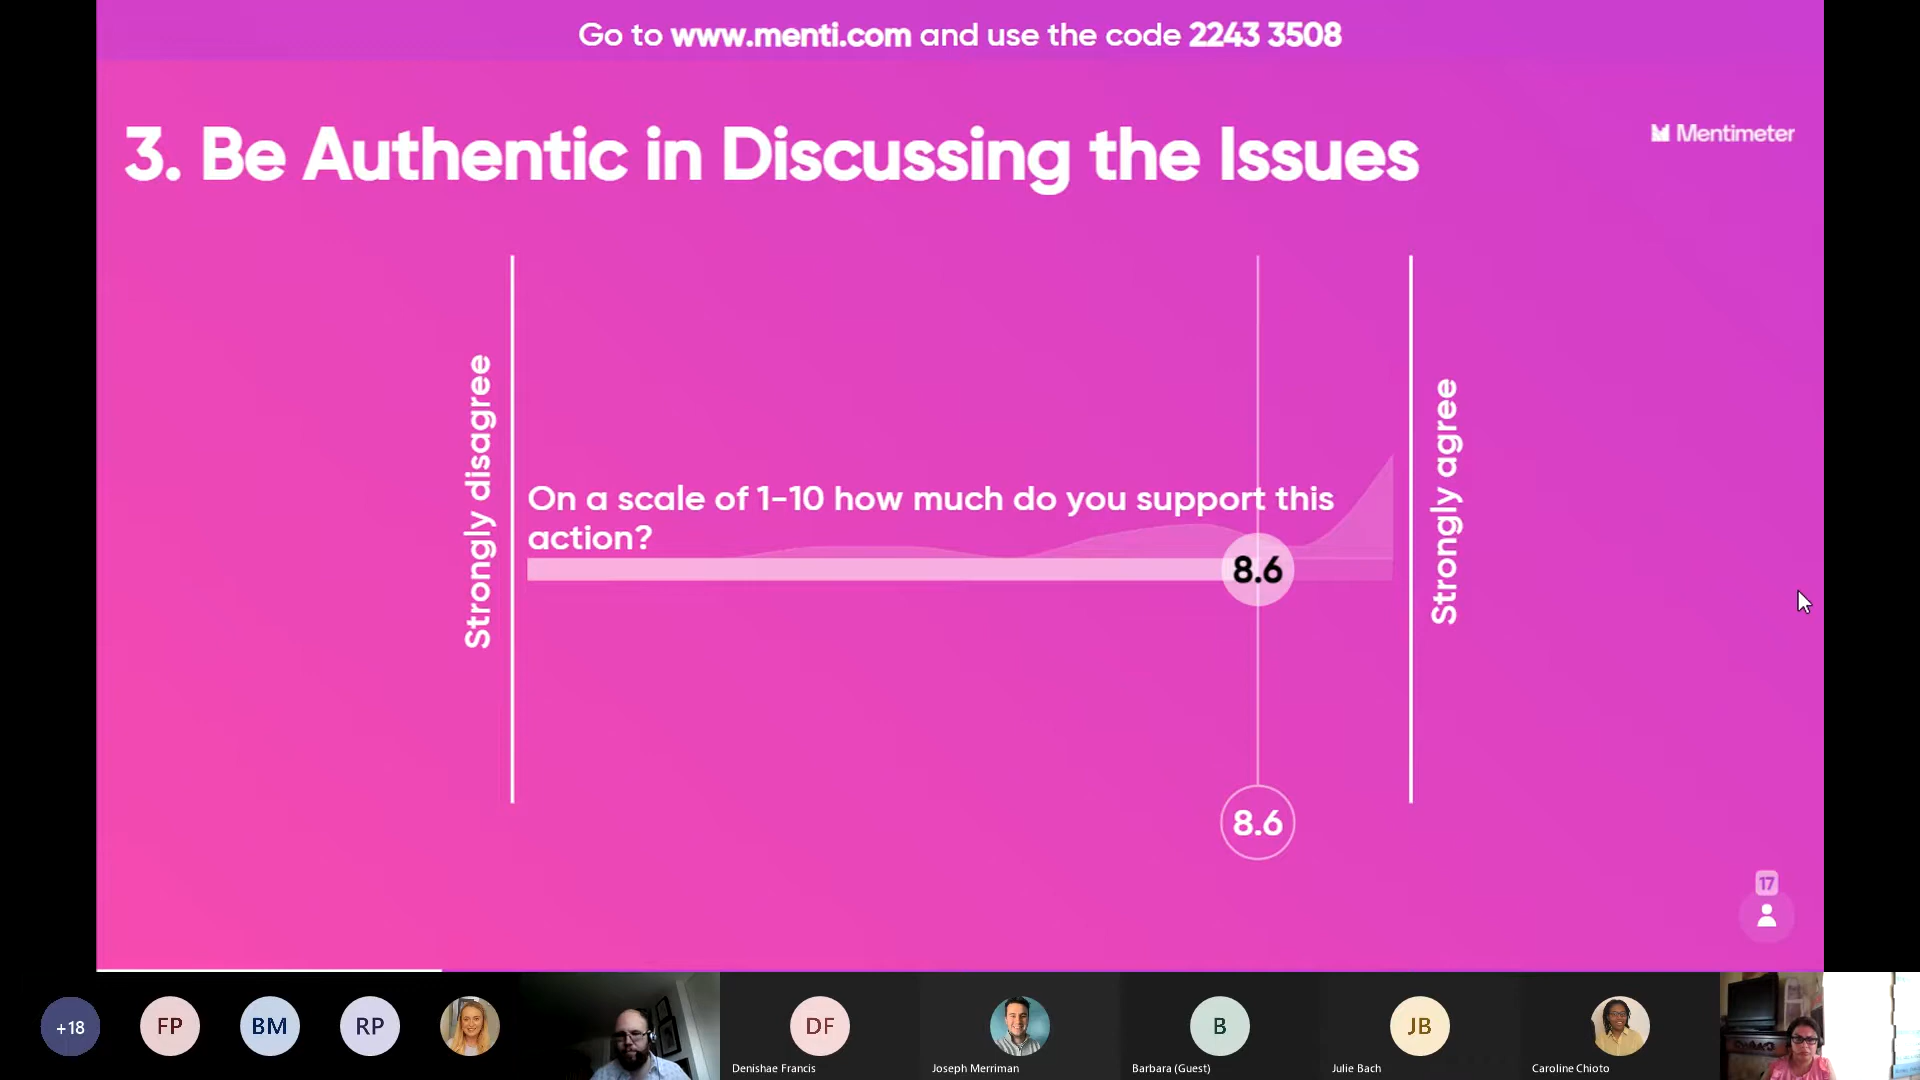 Go to www.menti.com and use the code 2243 3508
3. Be Authentic in Discussing the Issues
Mentimeter
Strongly disagree
On a scale of 1-10 how much do you support this
action?
8.6
Strongly agree
8.6
17
+18
FP
BM
RP
DF
Denishae Francis
Joseph Merriman
B
Barbara (Guest)
JB
Julie Bach
Caroline Chioto